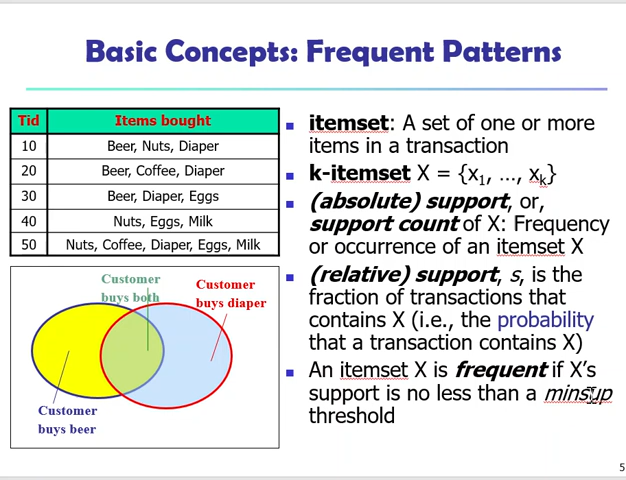 Basic Concepts: Frequent Patterns
Tid Items bought
10 Beer, Nuts, Diaper
20 Beer, Coffee, Diaper
30 Beer, Diaper, Eggs
40 Nuts, Eggs, Milk
50 Nuts, Coffee, Diaper, Eggs, Milk
Customer
buys both
Customer
buys diaper
Customer
buys beer
itemset: A set of one or more
items in a transaction
k-itemset X = {x1, …, xk}
(absolute) support, or,
support count of X: Frequency
or occurrence of an itemset X
(relative) support, s, is the
fraction of transactions that
contains X (i.e., the probability
that a transaction contains X)
An itemset X is frequent if X's
support is no less than a minsup
threshold
5